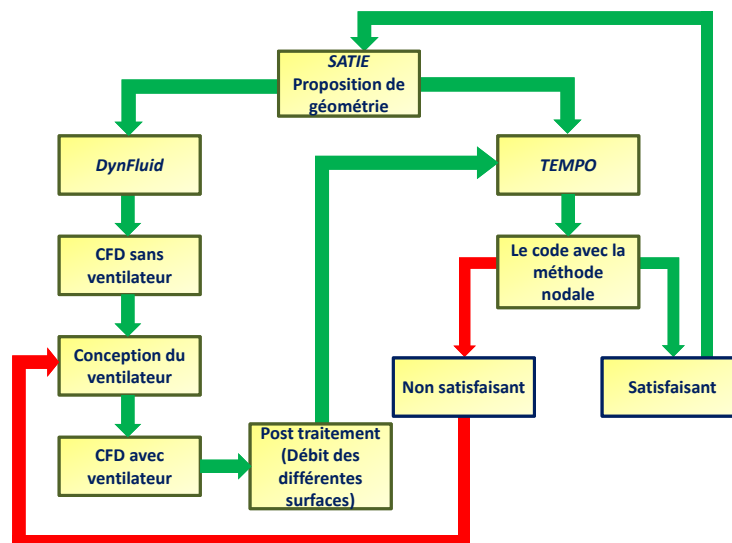 SATIE
Proposition de
géométrie
DynFluid
TEMPO
CFD sans
ventilateur
Le code avec la
méthode
nodale
Conception du
ventilateur
Non satisfaisant
Satisfaisant
CFD avec
ventilateur
Post traitement
(Débit des
différentes
surfaces)